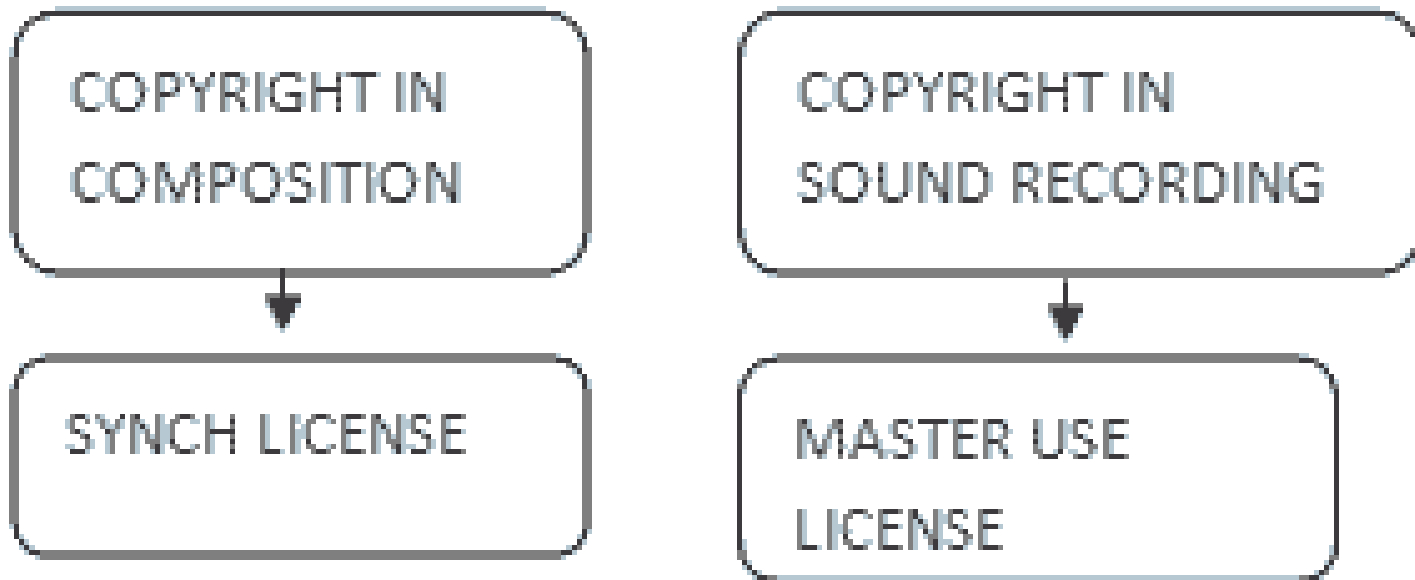 COPYRIGHT IN
COMPOSITION
SYNCH LICENSE
COPYRIGHT IN
SOUND RECORDING
MASTER USE
LICENSE